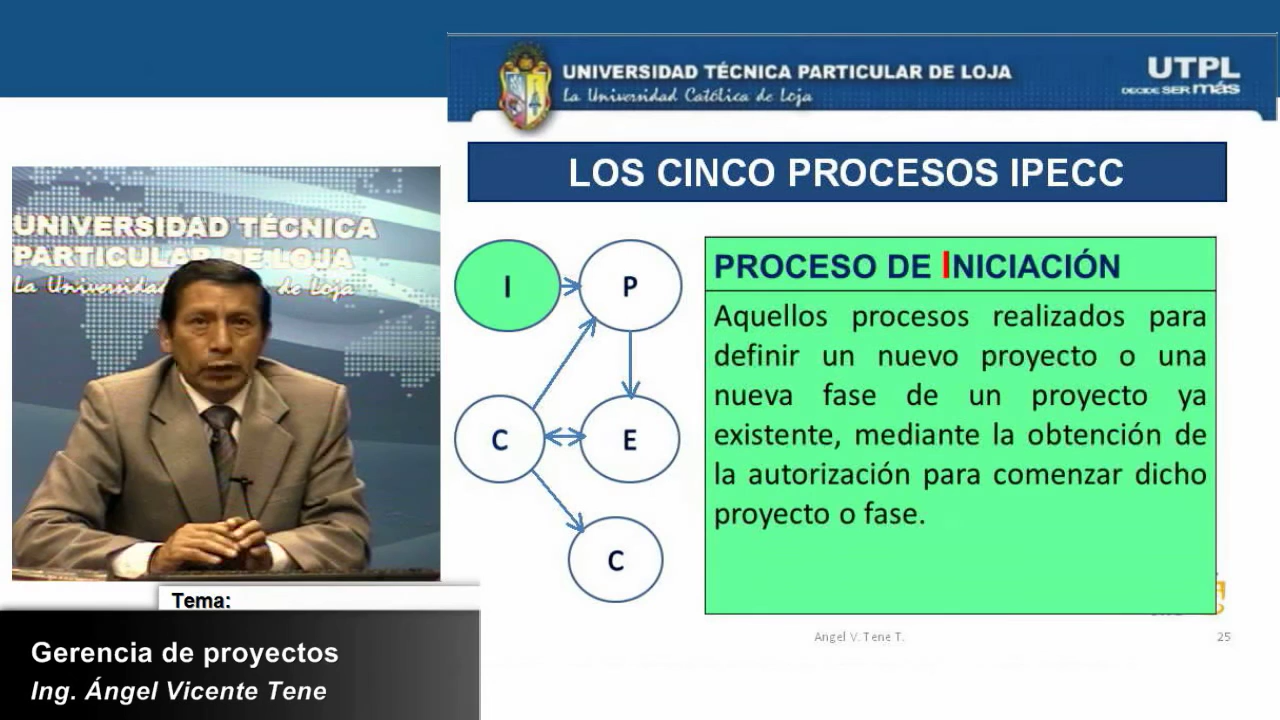 UNIVERSIDAD TÉCNICA PARTICULAR DE LOJA
La Universidad Católica de Loja
UTPL
DECIDE SER más
LOS CINCO PROCESOS IPECC
UNIVERSIDAD TÉCNICA
PARTICULAR DE LOJA
La Universidad de Loja
I
P
C
E
C
PROCESO DE INICIACIÓN
Aquellos procesos realizados para
definir un nuevo proyecto o una
nueva fase de un proyecto ya
existente, mediante la obtención de
la autorización para comenzar dicho
proyecto o fase.
Angel V. Tene T.
25
Tema:
Gerencia de proyectos
Ing. Ángel Vicente Tene